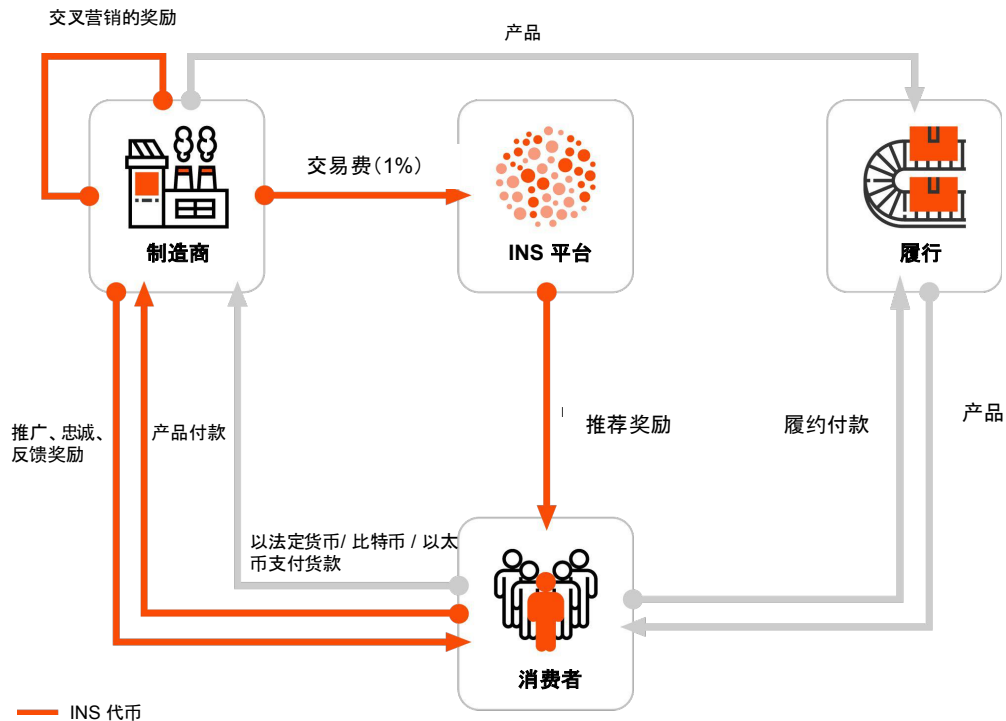 交叉营销的奖励
产品
交易费(1%)
制造商
INS 平台
履行
推广、忠诚、
反馈奖励
产品付款
推荐奖励
履约付款
产品
以法定货币/ 比特币 / 以太
币支付货款
消费者
INS 代币